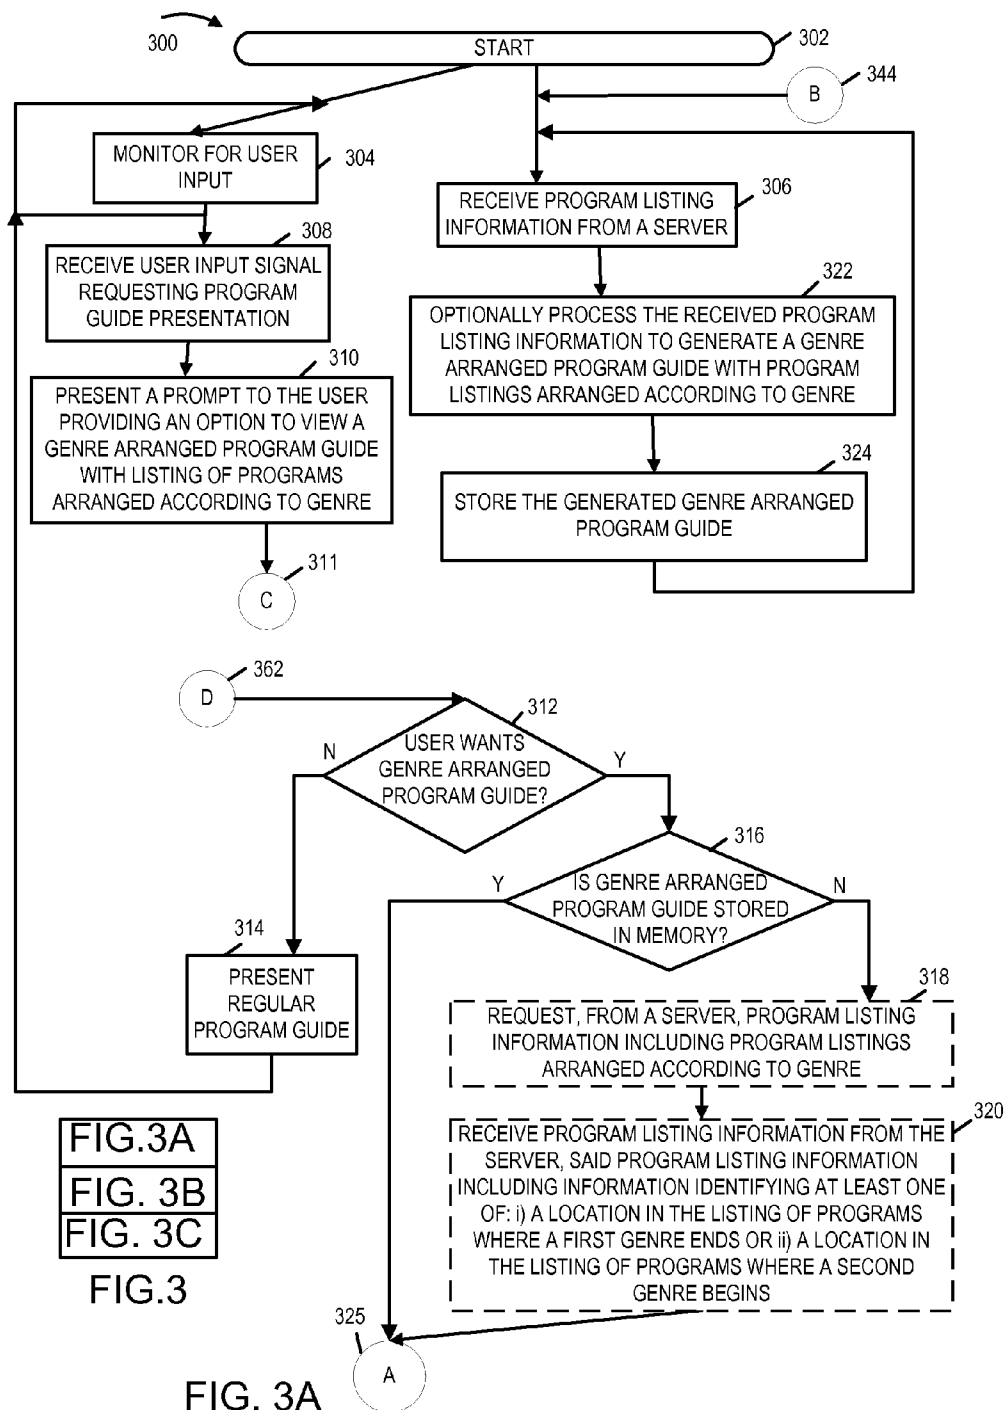 300
START
302
B
344
MONITOR FOR USER
INPUT
304
RECEIVE PROGRAM LISTING
INFORMATION FROM A SERVER
306
308
RECEIVE USER INPUT SIGNAL
REQUESTING PROGRAM
GUIDE PRESENTATION
322
OPTIONALLY PROCESS THE RECEIVED PROGRAM
LISTING INFORMATION TO GENERATE A GENRE
ARRANGED PROGRAM GUIDE WITH PROGRAM
LISTINGS ARRANGED ACCORDING TO GENRE
310
PRESENT A PROMPT TO THE USER
PROVIDING AN OPTION TO VIEW A
GENRE ARRANGED PROGRAM GUIDE
WITH LISTING OF PROGRAMS
ARRANGED ACCORDING TO GENRE
324
STORE THE GENERATED GENRE ARRANGED
PROGRAM GUIDE
C
311
D
362
312
USER WANTS
GENRE ARRANGED
PROGRAM GUIDE?
N
Y
316
IS GENRE ARRANGED
PROGRAM GUIDE STORED
IN MEMORY?
Y
N
314
PRESENT
REGULAR
PROGRAM GUIDE
318
REQUEST, FROM A SERVER, PROGRAM LISTING
INFORMATION INCLUDING PROGRAM LISTINGS
ARRANGED ACCORDING TO GENRE
320
RECEIVE PROGRAM LISTING INFORMATION FROM THE
SERVER, SAID PROGRAM LISTING INFORMATION
INCLUDING INFORMATION IDENTIFYING AT LEAST ONE
OF: i) A LOCATION IN THE LISTING OF PROGRAMS
WHERE A FIRST GENRE ENDS OR ii) A LOCATION IN
THE LISTING OF PROGRAMS WHERE A SECOND
GENRE BEGINS
FIG.3A
FIG. 3B
FIG. 3C
FIG.3
325
A
FIG. 3A